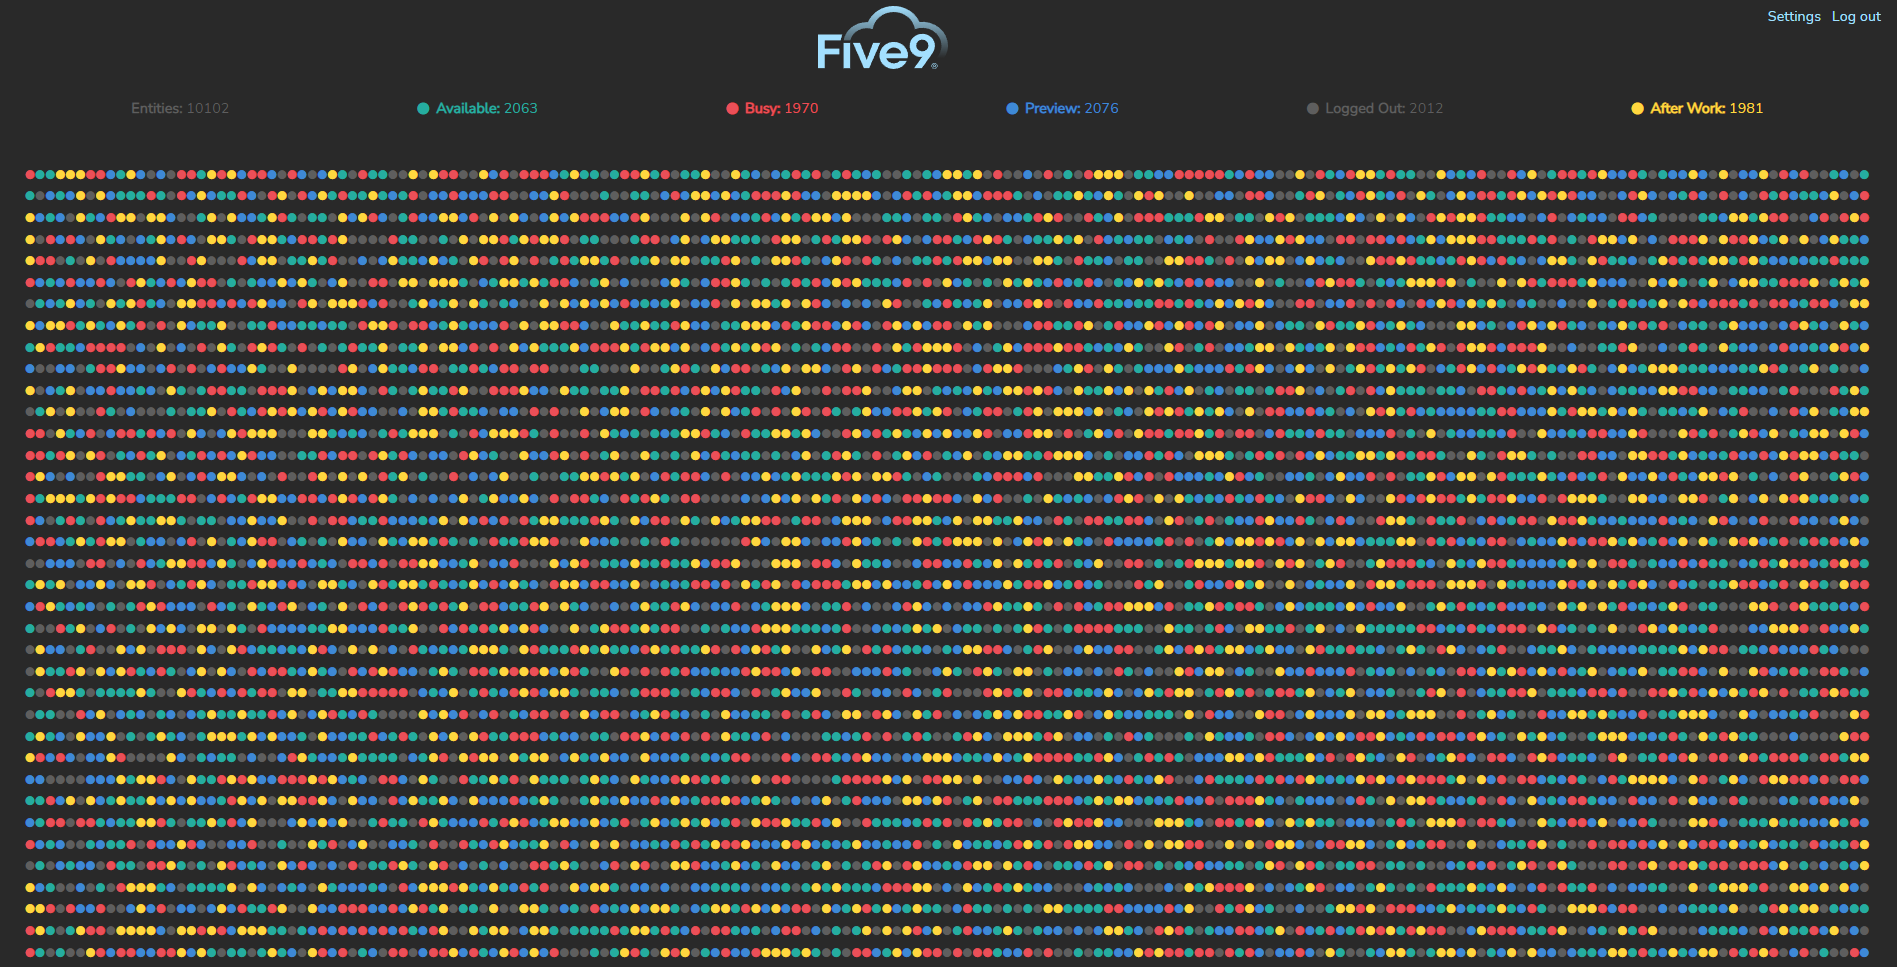 Five9®
Settings Log out
Entities: 10102 Available: 2063 Busy: 1970 Preview: 2076 Logged Out: 2012 After Work: 1981